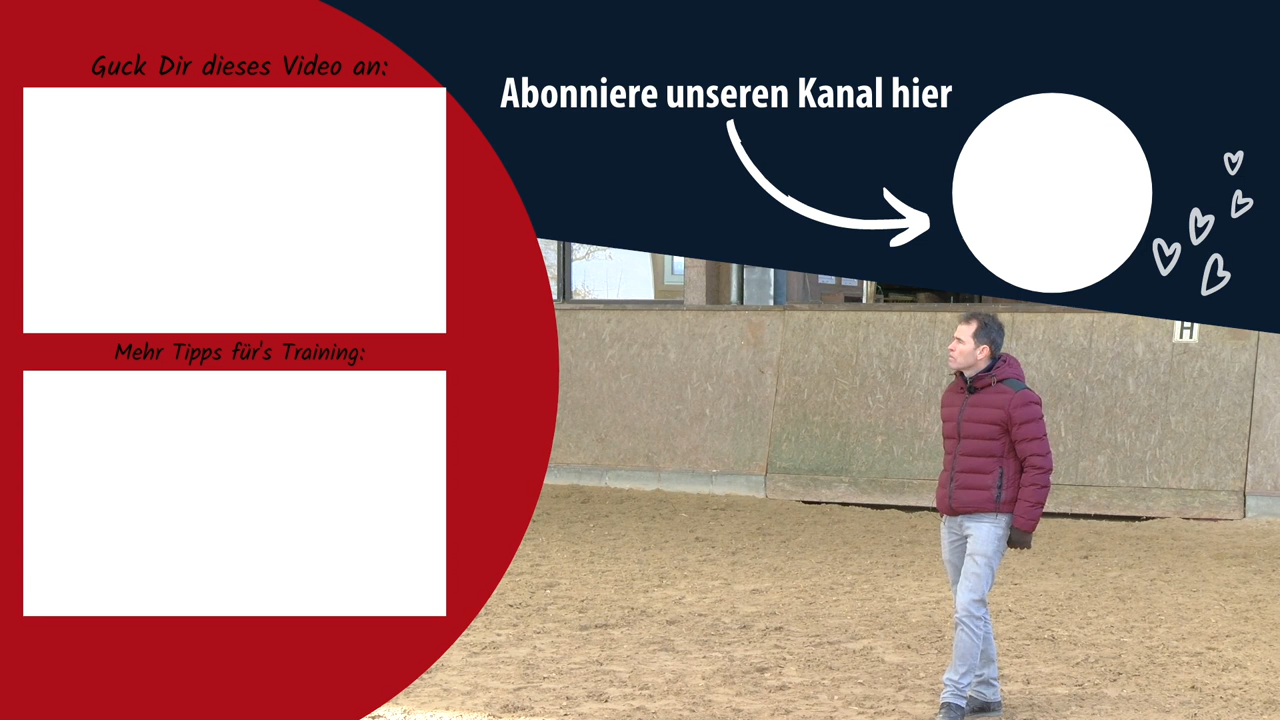 Guck Dir dieses Video an:
Abonniere unseren Kanal hier
Mehr Tipps für's Training:
H